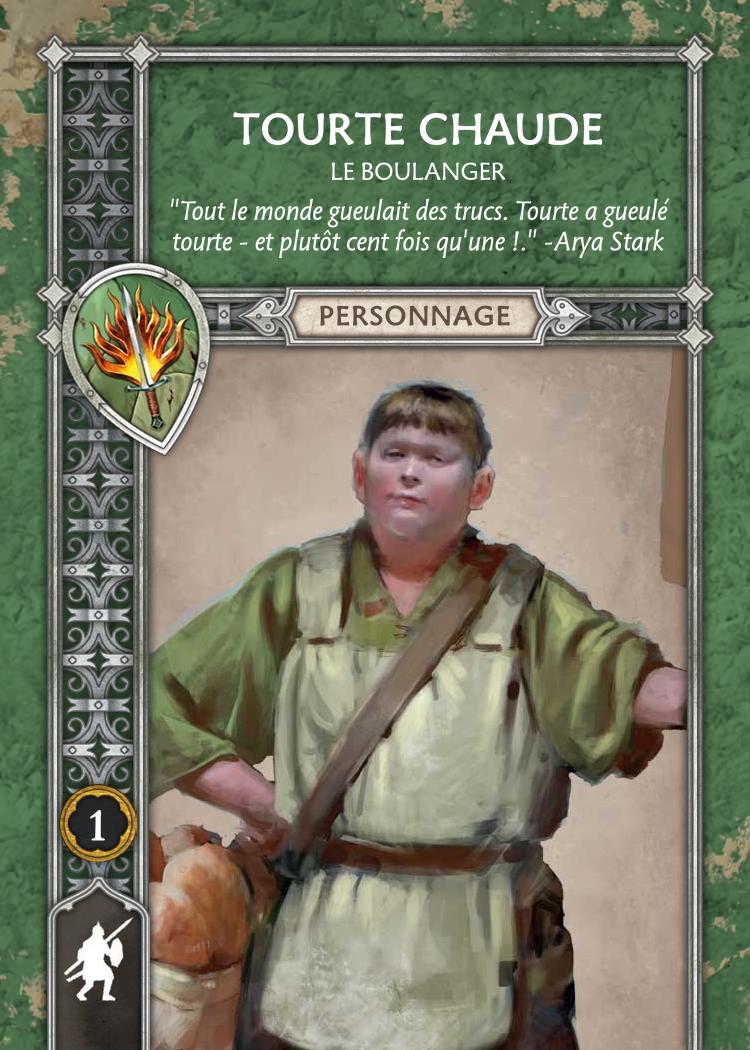 TOURTE CHAUDE
LE BOULANGER
"Tout le monde gueulait des trucs. Tourte a gueulé
tourte - et plutôt cent fois qu'une !." -Arya Stark
PERSONNAGE
1